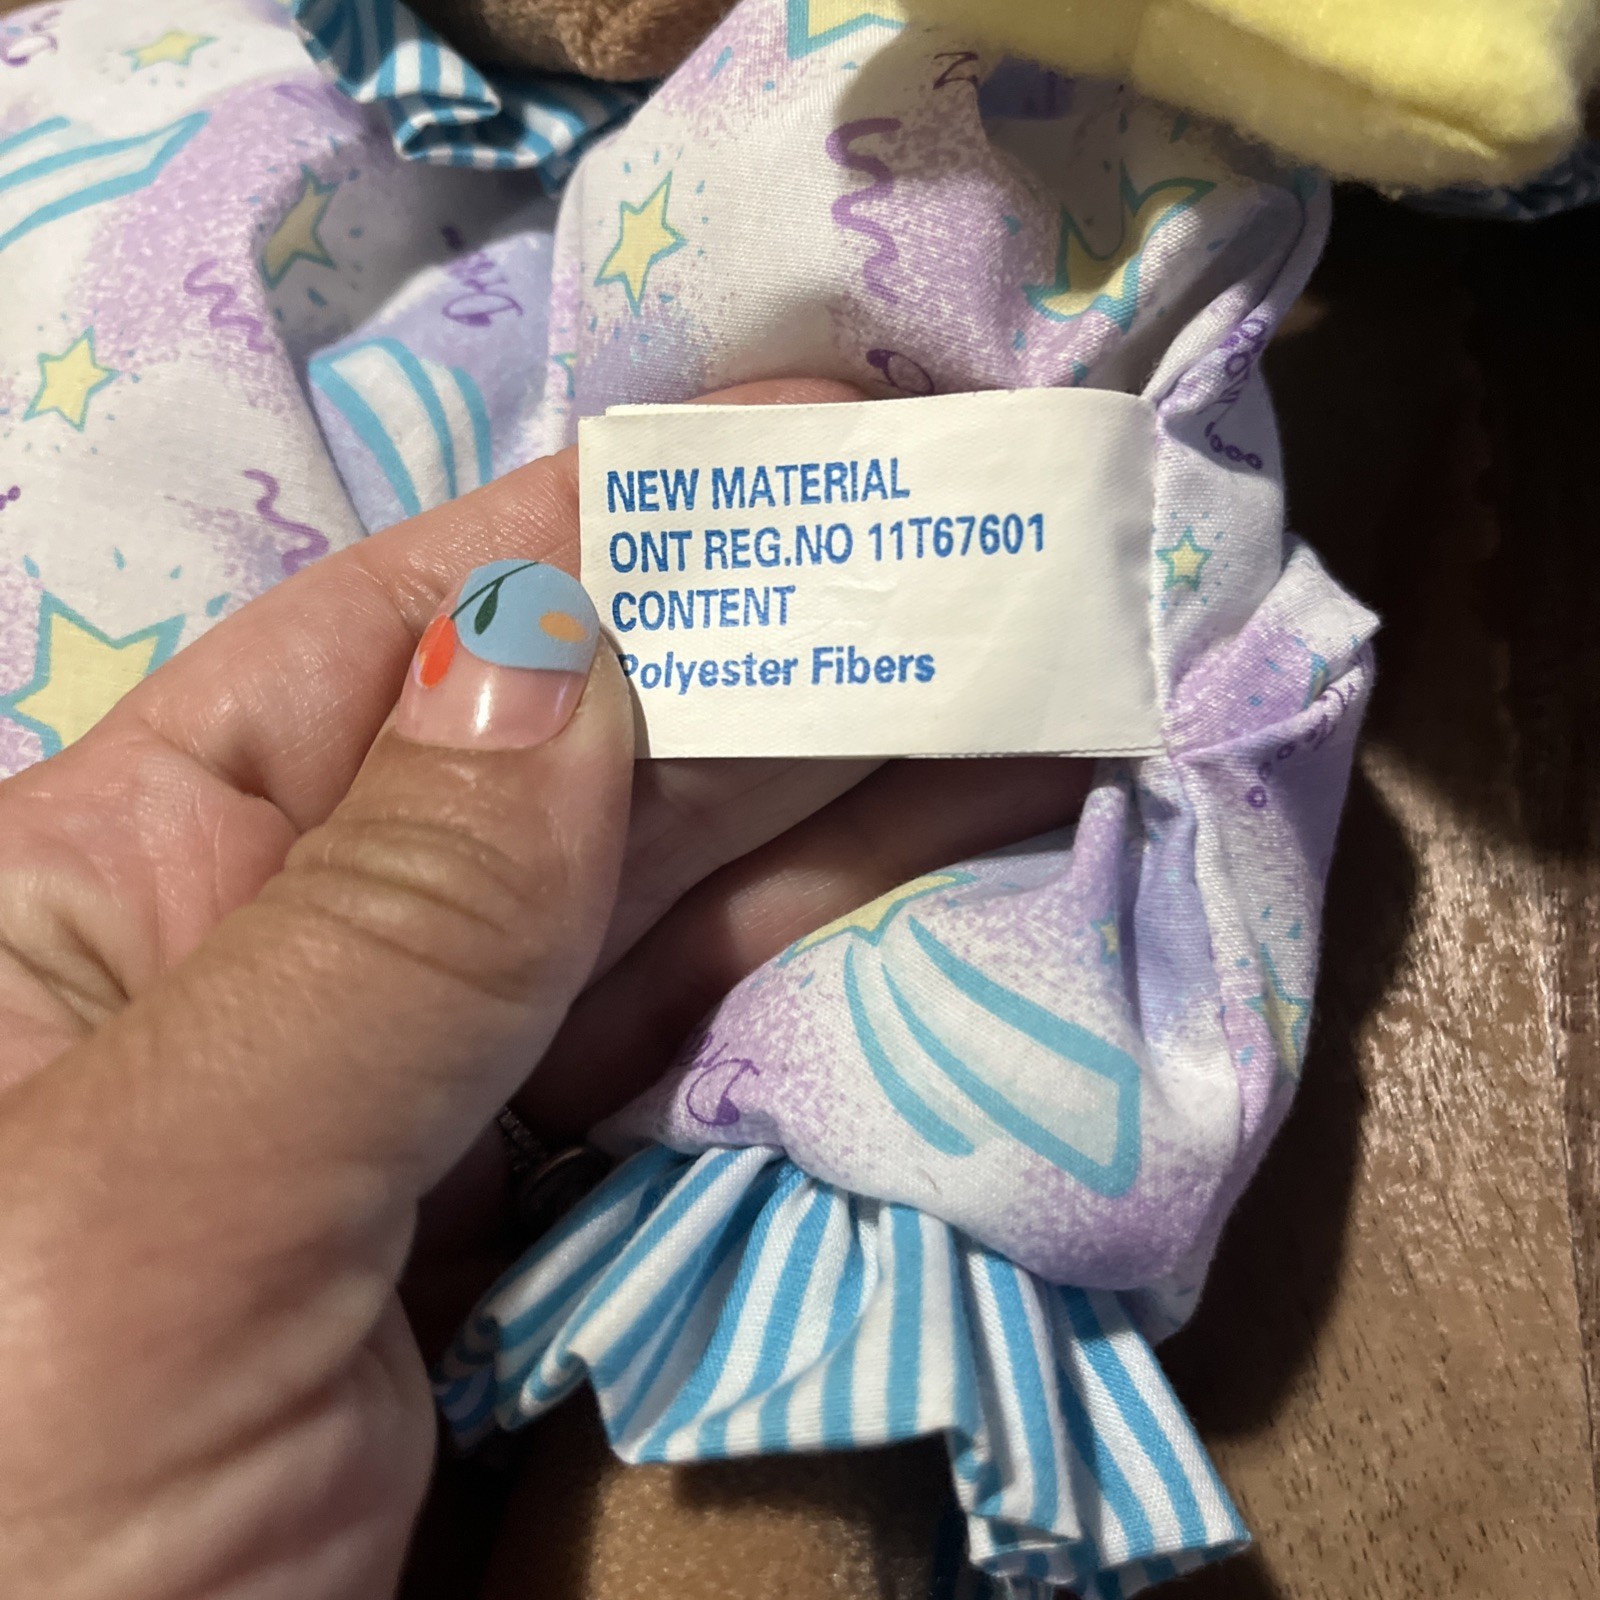 NEW MATERIAL
ONT REG.NO 11T67601
CONTENT
Polyester Fibers